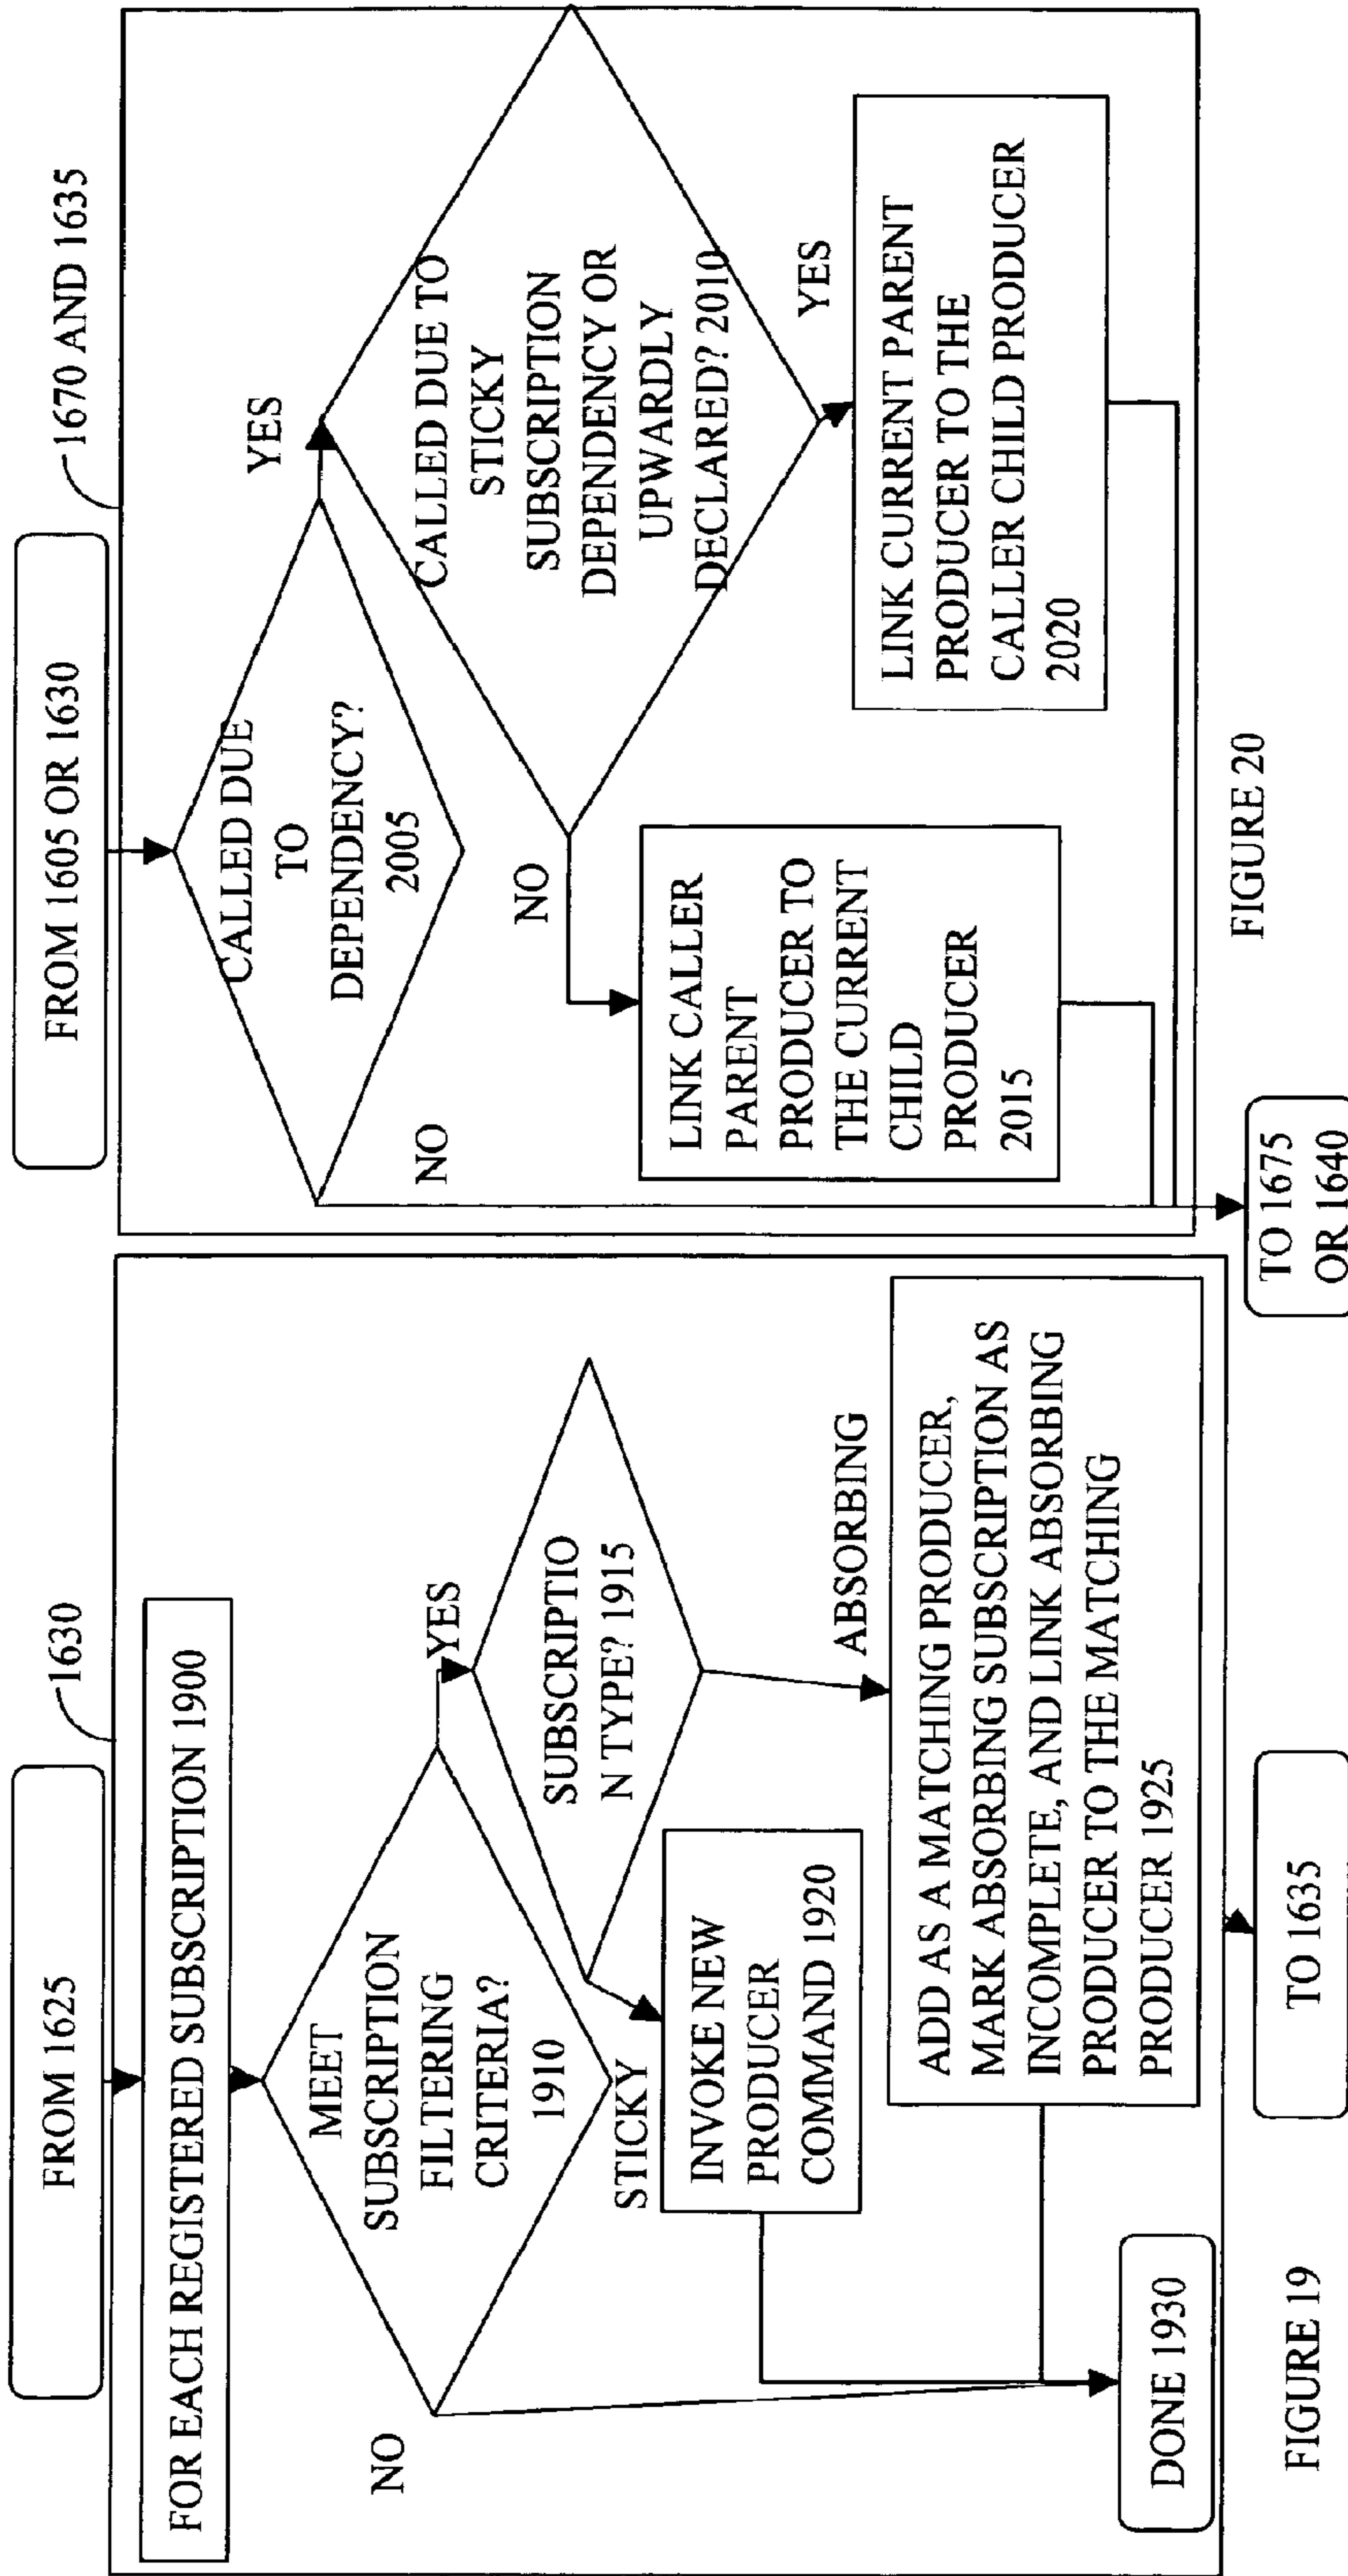 FROM 1625
1630
FOR EACH REGISTERED SUBSCRIPTION 1900
MEET
SUBSCRIPTION
FILTERING
CRITERIA?
1910
NO
YES
SUBSCRIPTIO
N TYPE? 1915
STICKY
ABSORBING
INVOKE NEW
PRODUCER
COMMAND 1920
ADD AS A MATCHING PRODUCER,
MARK ABSORBING SUBSCRIPTION AS
INCOMPLETE, AND LINK ABSORBING
PRODUCER TO THE MATCHING
PRODUCER 1925
DONE 1930
TO 1635
FIGURE 19
FROM 1605 OR 1630
1670 AND 1635
CALLED DUE
TO
DEPENDENCY?
2005
NO
YES
CALLED DUE TO
STICKY
SUBSCRIPTION
DEPENDENCY OR
UPWARDLY
DECLARED? 2010
NO
YES
LINK CALLER
PARENT
PRODUCER TO
THE CURRENT
CHILD
PRODUCER
2015
LINK CURRENT PARENT
PRODUCER TO THE
CALLER CHILD PRODUCER
2020
TO 1675
OR 1640
FIGURE 20